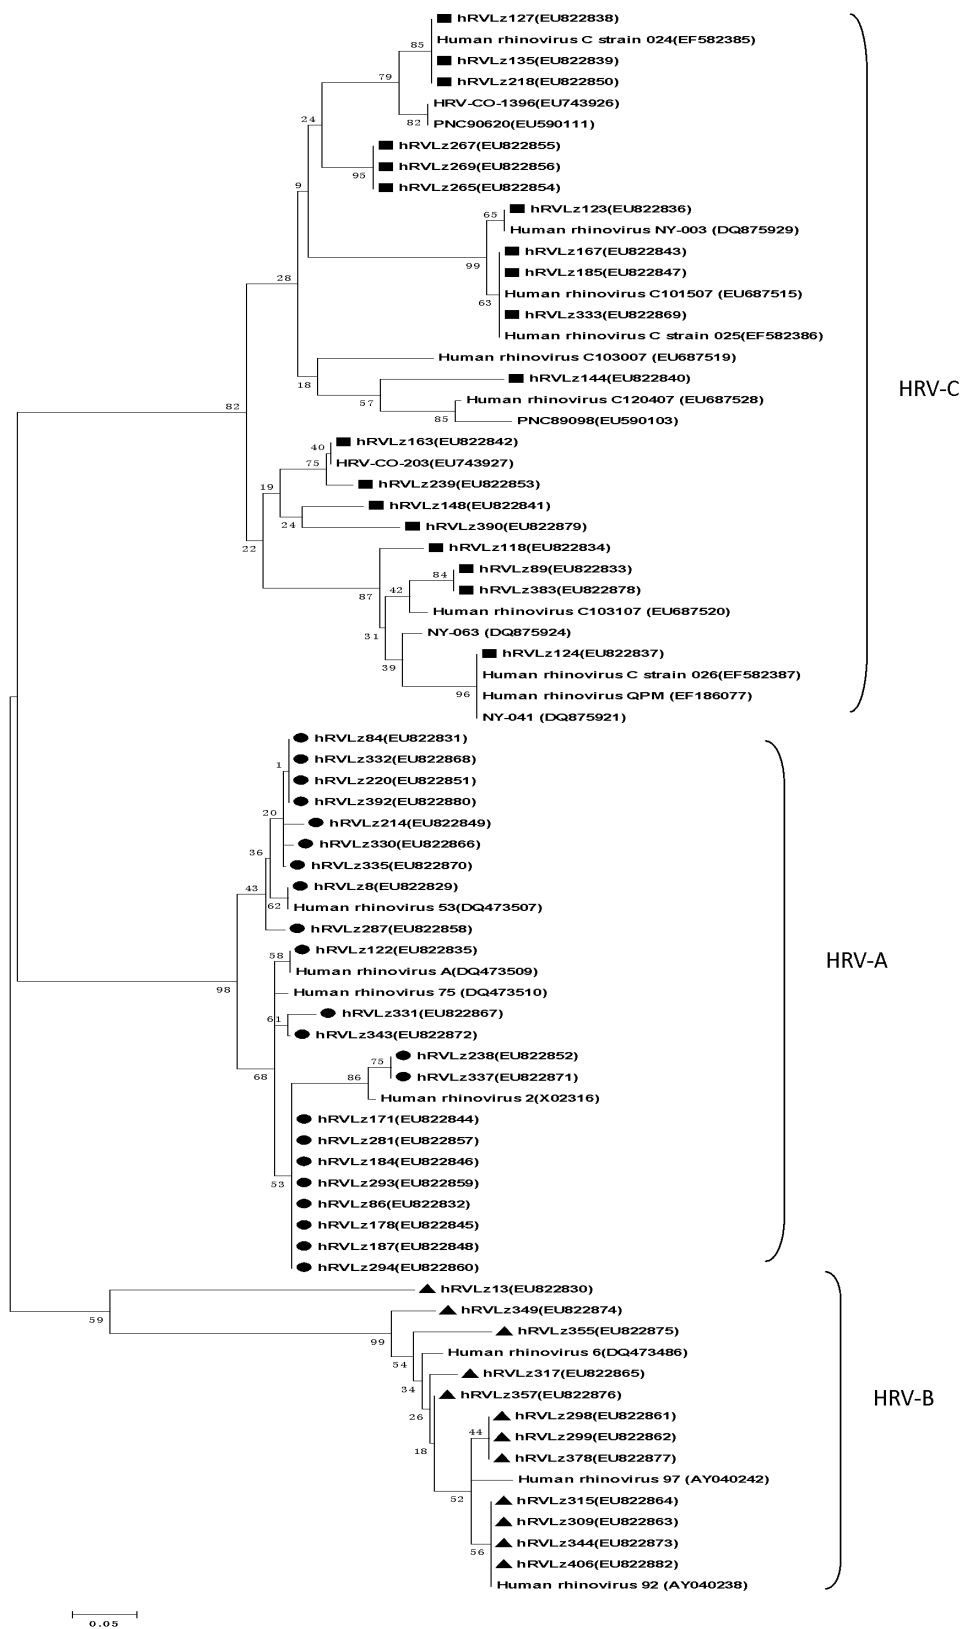 hRVLz127(EU822838)
85
Human rhinovirus C strain 024(EF582385)
hRVLz135(EU822839)
79
hRVLz218(EU822850)
HRV-CO-1396(EU743926)
24
82
PNC90620(EU590111)
hRVLz267(EU822855)
hRVLz269(EU822856)
95
9
hRVLz265(EU822854)
hRVLz123(EU822836)
65
Human rhinovirus NY-003 (DQ875929)
hRVLz167(EU822843)
99
28
hRVLz185(EU822847)
Human rhinovirus C101507 (EU687515)
63
hRVLz333(EU822869)
Human rhinovirus C strain 025(EF582386)
Human rhinovirus C103007 (EU687519)
18
hRVLz144(EU822840)
HRV-C
57
Human rhinovirus C120407 (EU687528)
82
85
PNC89098(EU590103)
hRVLz163(EU822842)
40
75
HRV-CO-203(EU743927)
19
hRVLz239(EU822853)
hRVLz148(EU822841)
24
hRVLz390(EU822879)
22
hRVLz118(EU822834)
84
hRVLz89(EU822833)
87
42
hRVLz383(EU822878)
Human rhinovirus C103107 (EU687520)
31
NY-063 (DQ875924)
hRVLz124(EU822837)
39
Human rhinovirus C strain 026(EF582387)
96
Human rhinovirus QPM (EF186077)
NY-041 (DQ875921)
hRVLz84(EU822831)
1
hRVLz332(EU822868)
hRVLz220(EU822851)
hRVLz392(EU822880)
20
hRVLz214(EU822849)
hRVLz330(EU822866)
36
hRVLz335(EU822870)
43
hRVLz8(EU822829)
62
Human rhinovirus 53(DQ473507)
hRVLz287(EU822858)
hRVLz122(EU822835)
58
HRV-A
Human rhinovirus A(DQ473509)
98
Human rhinovirus 75 (DQ473510)
hRVLz331(EU822867)
61
hRVLz343(EU822872)
hRVLz238(EU822852)
75
68
86
hRVLz337(EU822871)
Human rhinovirus 2(X02316)
hRVLz171(EU822844)
hRVLz281(EU822857)
hRVLz184(EU822846)
53
hRVLz293(EU822859)
hRVLz86(EU822832)
hRVLz178(EU822845)
hRVLz187(EU822848)
hRVLz294(EU822860)
hRVLz13(EU822830)
59
hRVLz349(EU822874)
99
hRVLz355(EU822875)
Human rhinovirus 6(DQ473486)
54
hRVLz317(EU822865)
34
hRVLz357(EU822876)
HRV-B
26
hRVLz298(EU822861)
44
hRVLz299(EU822862)
18
hRVLz378(EU822877)
Human rhinovirus 97 (AY040242)
52
hRVLz315(EU822864)
hRVLz309(EU822863)
hRVLz344(EU822873)
56
hRVLz406(EU822882)
Human rhinovirus 92 (AY040238)
0.05